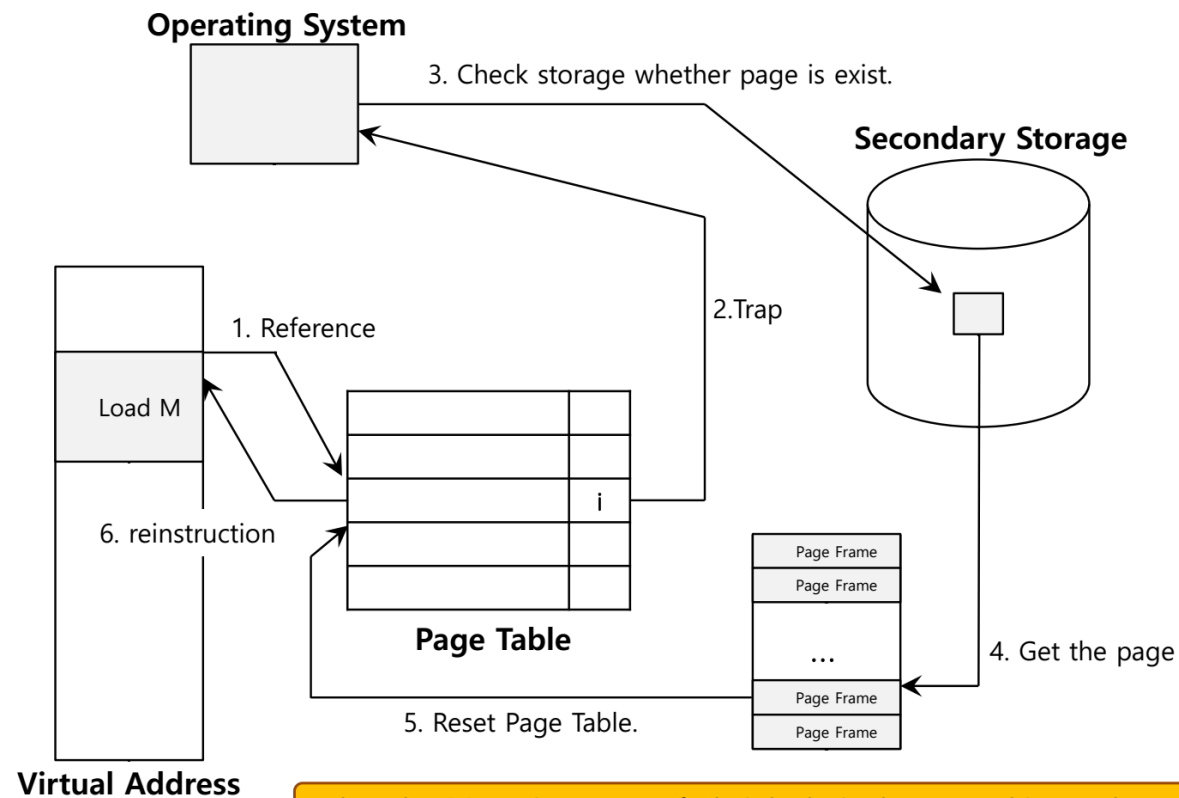 Operating System
3. Check storage whether page is exist.
Secondary Storage
1. Reference
2.Trap
Load M
i
6. reinstruction
Page Table
Page Frame
Page Frame
...
Page Frame
Page Frame
4. Get the page
5. Reset Page Table.
Virtual Address